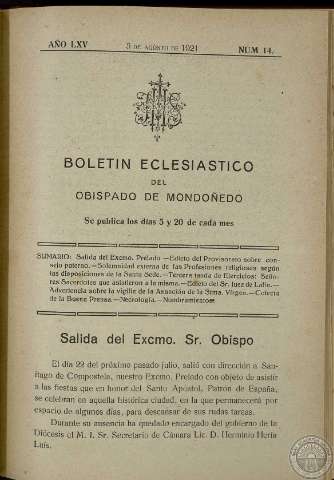 AÑO LXV 5 DE AGOSTO DE 1921 NUM 14.
BOLETIN ECLESIASTICO
DEL
OBISPADO DE MONDOÑEDO
Se publica los días 5 y 20 de cada mes
SUMARIO: Salida del Excmo. Prelado.—Edicto del Provisorato sobre con-
sejo paterno.—Solemnidad externa de las Profesiones religiosas según
las disposiciones de la Santa Sede.—Tercera tanda de Ejercicios: Seño-
res Sacerdotes que asistieron a la misma.—Edicto del Sr. Juez de Lalín.—
Advertencia sobre la vigilia de la Asunción de la Stma. Virgen.—Colecta
de la Buena Prensa.—Necrología.—Nombramientos
Salida del Excmo. Sr. Obispo
El día 22 del próximo pasado julio, salió con dirección a San-
tiago de Compostela, nuestro Excmo. Prelado con objeto de asistir
a las fiestas que en honor del Santo Apóstol, Patrón de España,
se celebran en aquella histórica ciudad, en la que permanecerá por
espacio de algunos días, para descansar de sus rudas tareas.
Durante su ausencia ha quedado encargado del gobierno de la
Diócesis el M. I. Sr. Secretario de Cámara Lic. D. Herminio
Luis.